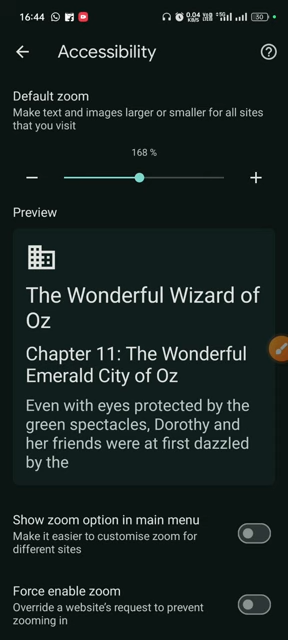 16:44 0.04 30
Accessibility
Default zoom
Make text and images larger or smaller for all sites
that you visit
168 %
Preview
The Wonderful Wizard of
Oz
Chapter 11: The Wonderful
Emerald City of Oz
Even with eyes protected by the
green spectacles, Dorothy and
her friends were at first dazzled
by the
Show zoom option in main menu
Make it easier to customise zoom for
different sites
Force enable zoom
Override a website's request to prevent
zooming in